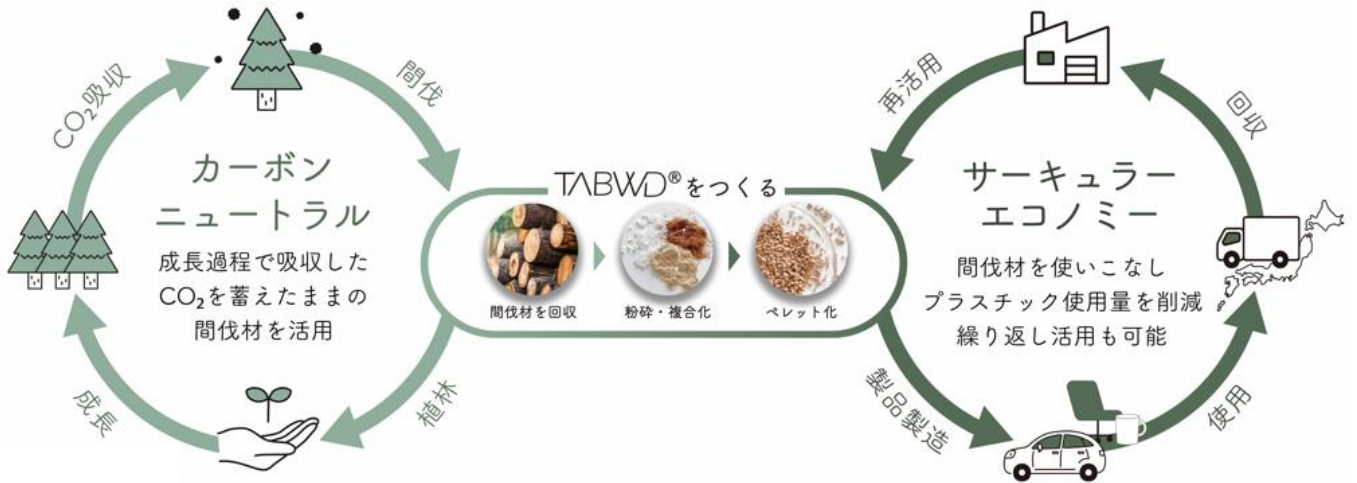 CO₂吸収
間伐
カーボン
ニュートラル
成長過程で吸収した
CO₂を蓄えたままの
間伐材を活用
成長
植林
TABWD®をつくる
間伐材を回収
粉砕・複合化
ペレット化
再活用
回収
サーキュラー
エコノミー
間伐材を使いこなし
プラスチック使用量を削減
繰り返し活用も可能
製品製造
使用